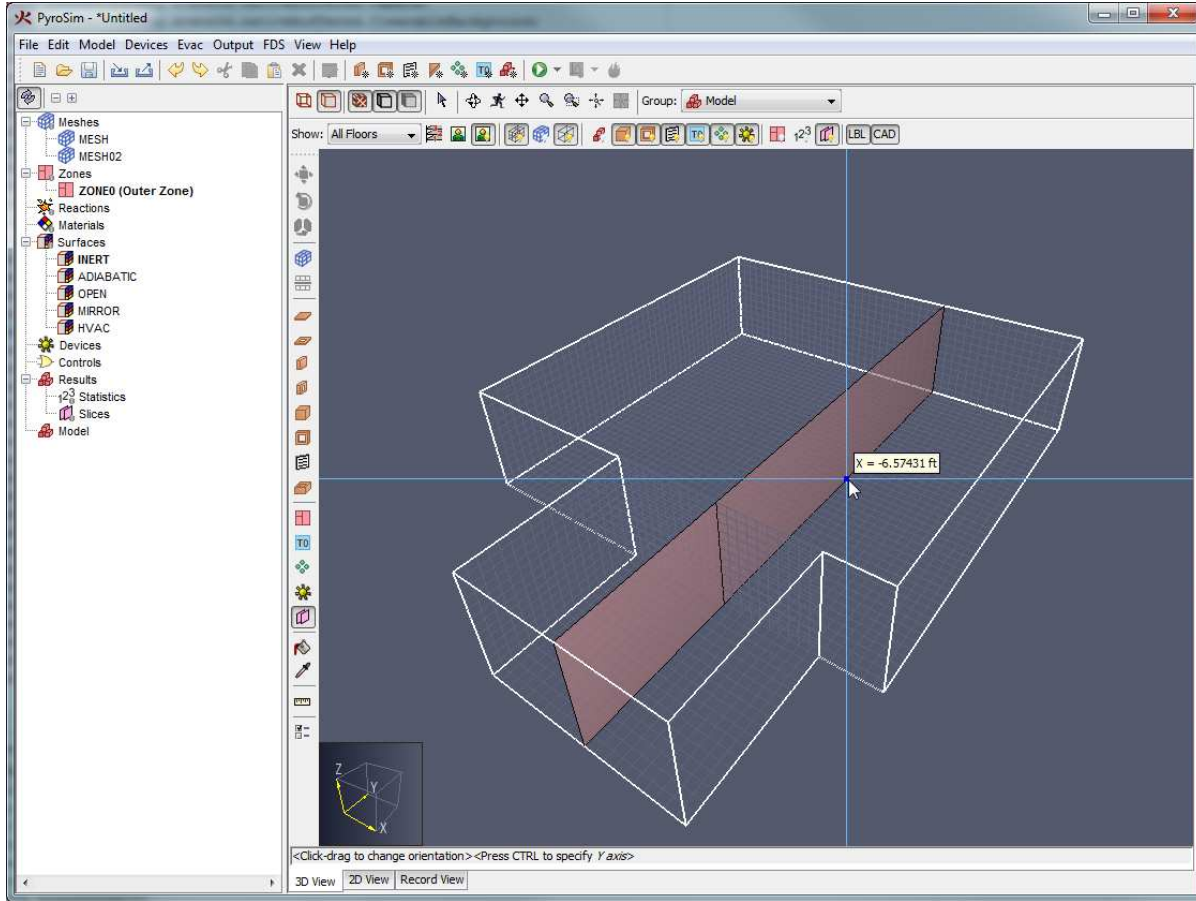 PyroSim - *Untitled
File Edit Model Devices Evac Output FDS View Help
Group: Model
Show: All Floors
LBL CAD
Meshes
MESH
MESH02
Zones
ZONE0 (Outer Zone)
Reactions
Materials
Surfaces
INERT
ADIABATIC
OPEN
MIRROR
HVAC
Devices
Controls
Results
Statistics
Slices
Model
X = -6.57431 ft
Z
Y
X
<Click-drag to change orientation><Press CTRL to specify Y axis>
3D View 2D View Record View